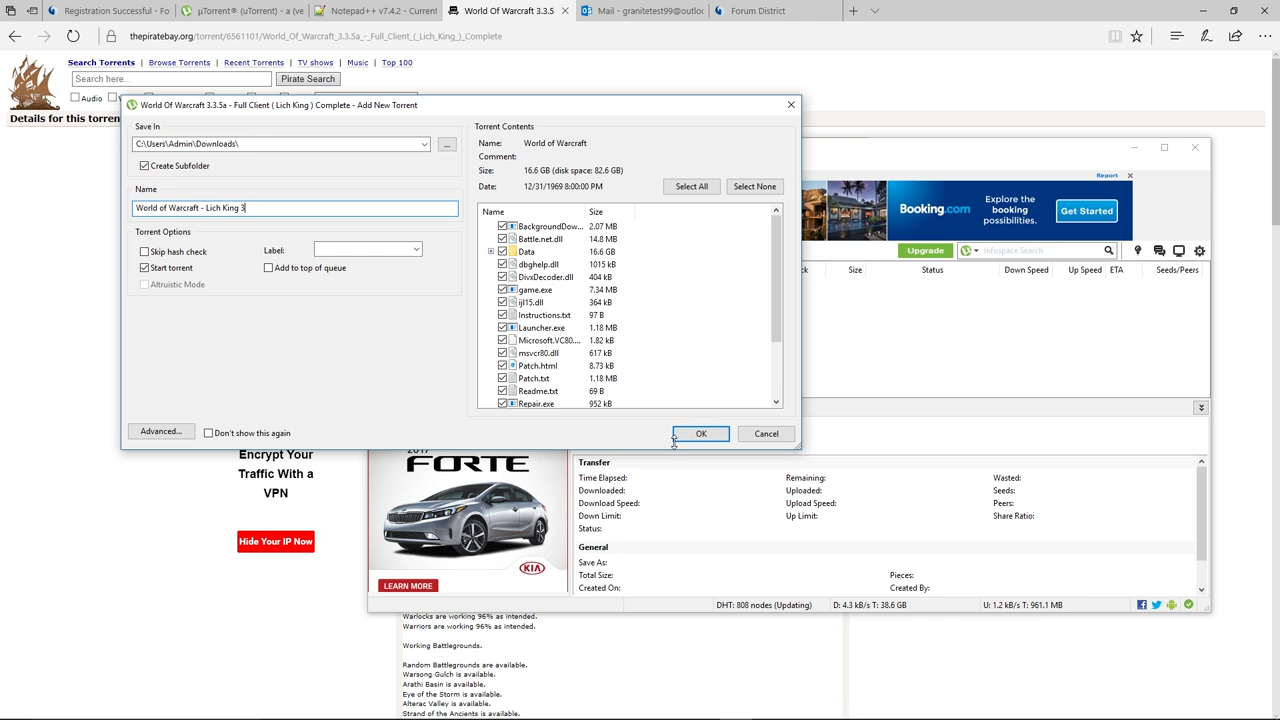 Registration Successful - Fo
µTorrent® (uTorrent) - a (ve
Notepad++ v7.4.2 - Current
World Of Warcraft 3.3.5
Mail - granitetest99@outloo
Forum District
thepiratebay.org/torrent/6561101/World_Of_Warcraft_3.3.5a_-_Full_Client_(_Lich_King_)_Complete
Search Torrents | Browse Torrents | Recent Torrents | TV shows | Music | Top 100
Search here...
Pirate Search
Audio
Details for this torren
World Of Warcraft 3.3.5a - Full Client ( Lich King ) Complete - Add New Torrent
Save In
C:\Users\Admin\Downloads\
...
Create Subfolder
Name
World of Warcraft - Lich King 3
Torrent Options
Skip hash check
Label:
Start torrent
Add to top of queue
Altruistic Mode
Advanced...
Don't show this again
Torrent Contents
Name: World of Warcraft
Comment:
Size: 16.6 GB (disk space: 82.6 GB)
Date: 12/31/1969 8:00:00 PM
Select All
Select None
Name Size
BackgroundDow... 2.07 MB
Battle.net.dll 14.8 MB
Data 16.6 GB
dbghelp.dll 1015 kB
DivxDecoder.dll 404 kB
game.exe 7.34 MB
ijl15.dll 364 kB
Instructions.txt 97 B
Launcher.exe 1.18 MB
Microsoft.VC80.... 1.82 kB
msvcr80.dll 617 kB
Patch.html 8.73 kB
Patch.txt 1.18 MB
Readme.txt 69 B
Repair.exe 952 kB
OK
Cancel
Report
Booking.com
Explore the
booking
possibilities.
Get Started
Upgrade
Infospace Search
ck Size Status Down Speed Up Speed ETA Seeds/Peers
Encrypt Your
Traffic With a
VPN
Hide Your IP Now
2017
FORTE
KIA
LEARN MORE
Transfer
Time Elapsed: Remaining: Wasted:
Downloaded: Uploaded: Seeds:
Download Speed: Upload Speed: Peers:
Down Limit: Up Limit: Share Ratio:
Status:
General
Save As:
Total Size: Pieces:
Created On: Created By:
DHT: 808 nodes (Updating) D: 4.3 kB/s T: 38.6 GB U: 1.2 kB/s T: 961.1 MB
Warlocks are working 96% as intended.
Warriors are working 96% as intended.
Working Battlegrounds.
Random Battlegrounds are available.
Warsong Gulch is available.
Arathi Basin is available.
Eye of the Storm is available.
Alterac Valley is available.
Strand of the Ancients is available.